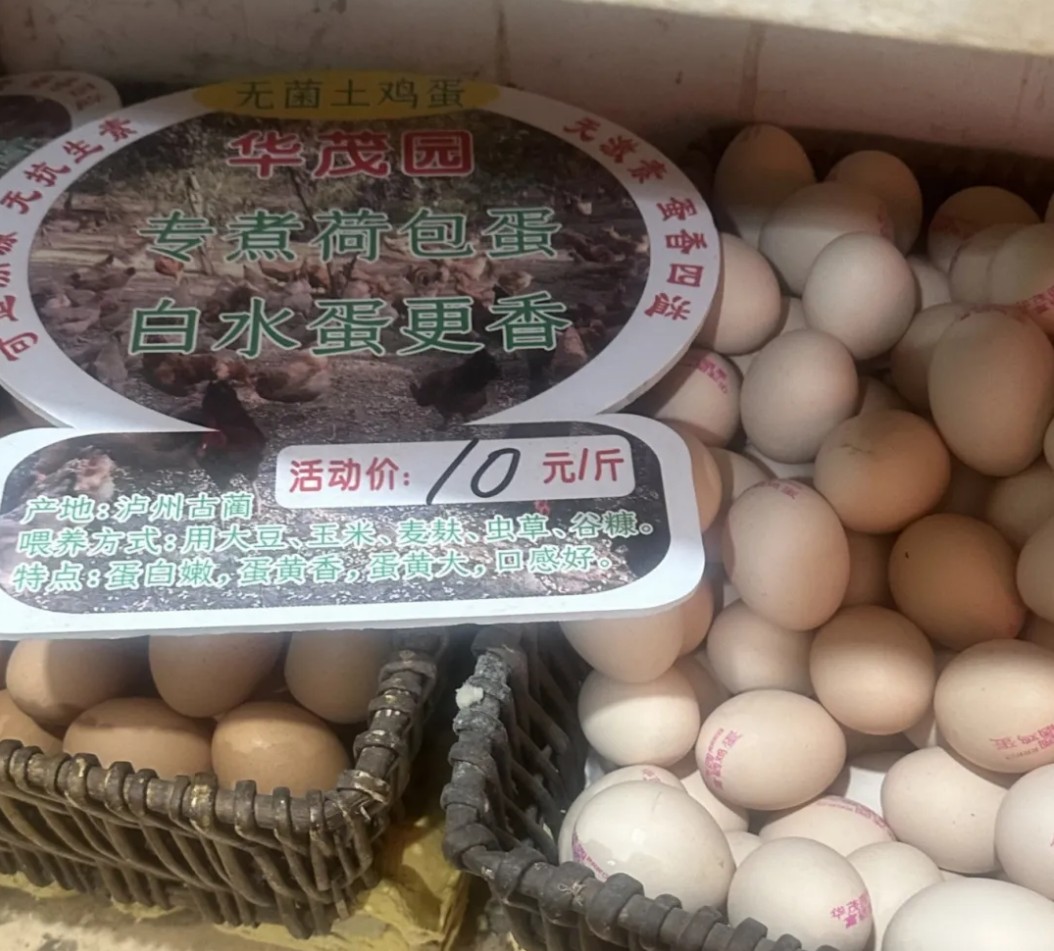 无菌土鸡蛋
华茂园
专煮荷包蛋
白水蛋更香
无抗生素
无激素 蛋香四溢
活动价: 10 元/斤
产地:泸州古蔺
喂养方式:用大豆、玉米、麦麸、虫草、谷糠。
特点:蛋白嫩,蛋黄香,蛋黄大,口感好。